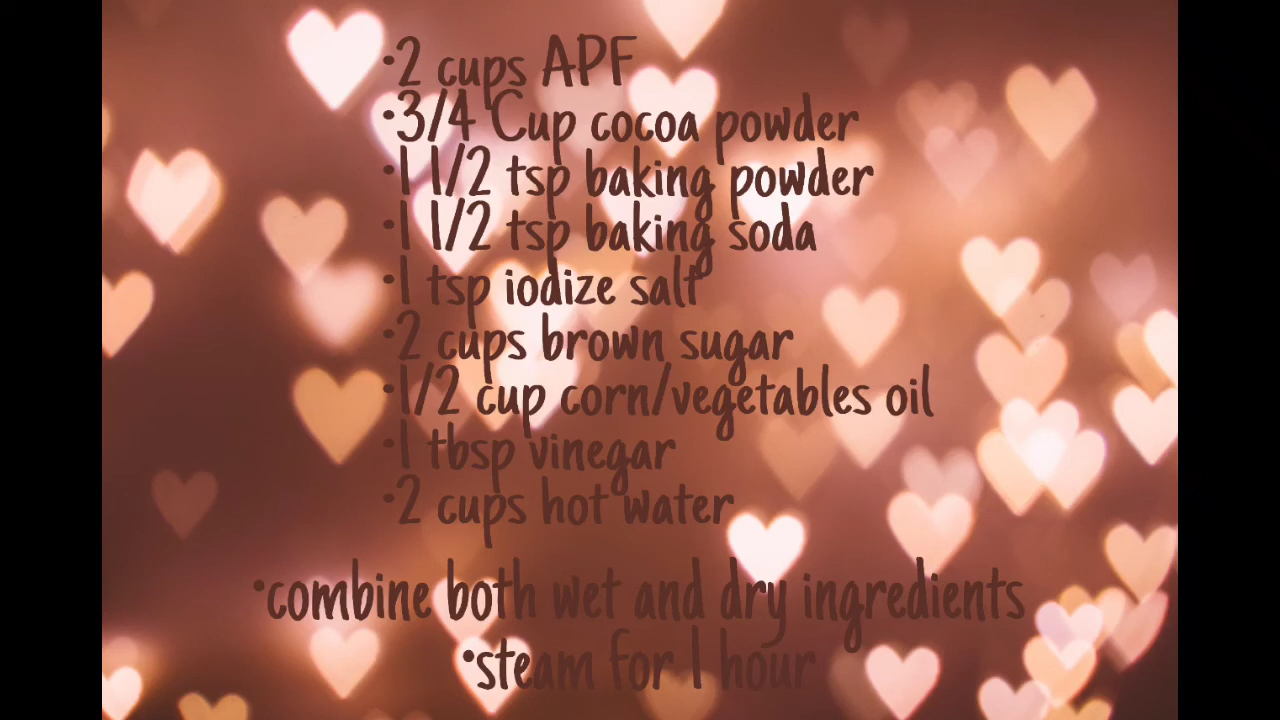 •2 cups APF
•3/4 Cup cocoa powder
•1 1/2 tsp baking powder
•1 1/2 tsp baking soda
•1 tsp iodize salt
•2 cups brown sugar
•1/2 cup corn/vegetables oil
•1 tbsp vinegar
•2 cups hot water
•combine both wet and dry ingredients
•steam for 1 hour